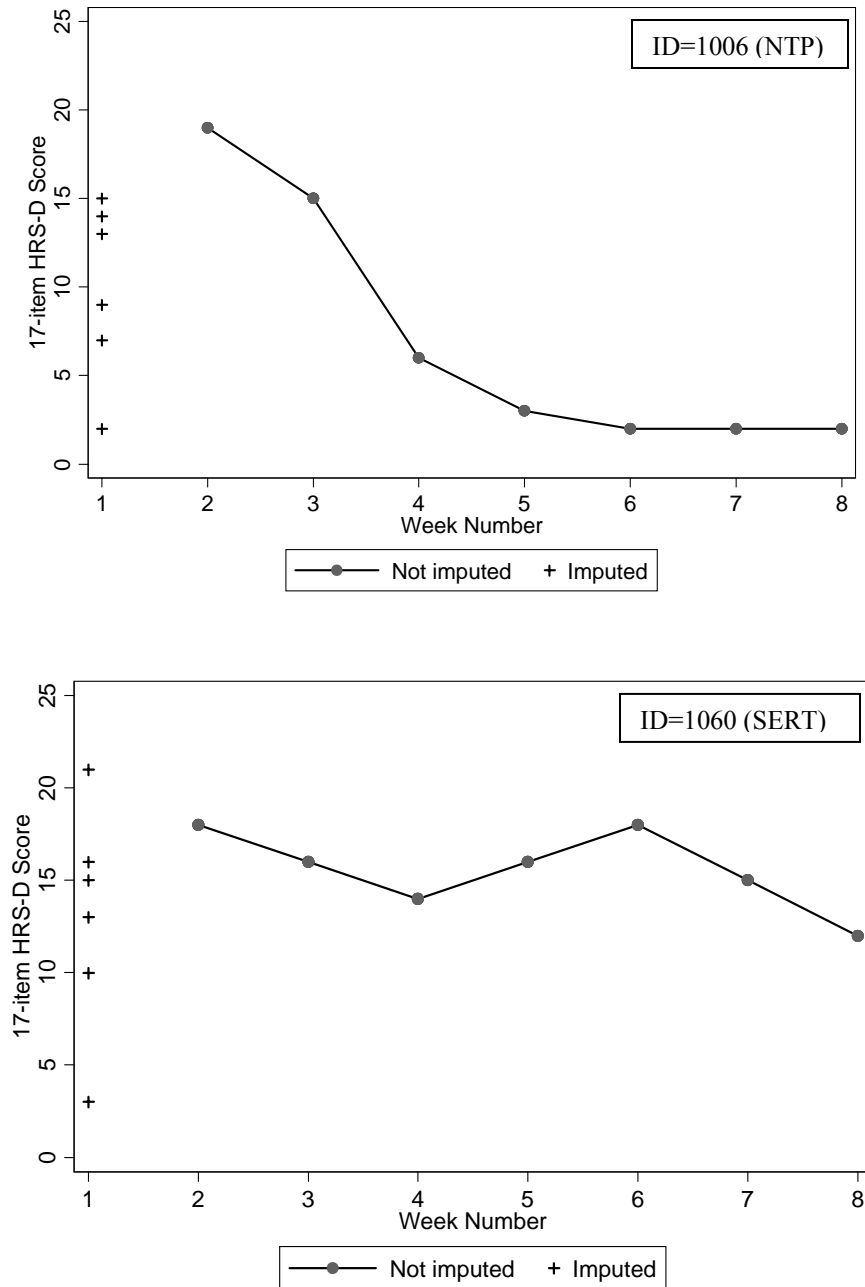 ID=1006 (NTP)
17-item HRS-D Score
25
20
15
10
5
0
1 2 3 4 5 6 7 8
Week Number
Not imputed + Imputed
ID=1060 (SERT)
17-item HRS-D Score
25
20
15
10
5
0
1 2 3 4 5 6 7 8
Week Number
Not imputed + Imputed